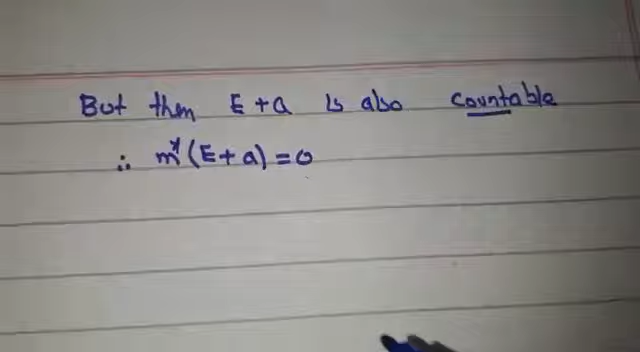 But then E + a is also countable
∴ m*(E + a) = 0